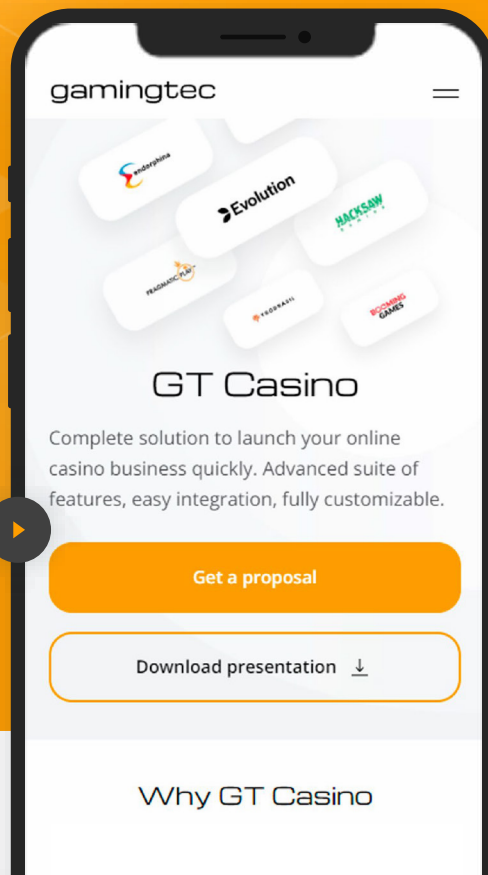 gamingtec
endorphina
Evolution
HACKSAW
GAMING
PRAGMATIC PLAY
BOOMING
GAMES
GT Casino
Complete solution to launch your online
casino business quickly. Advanced suite of
features, easy integration, fully customizable.
Get a proposal
Download presentation
Why GT Casino